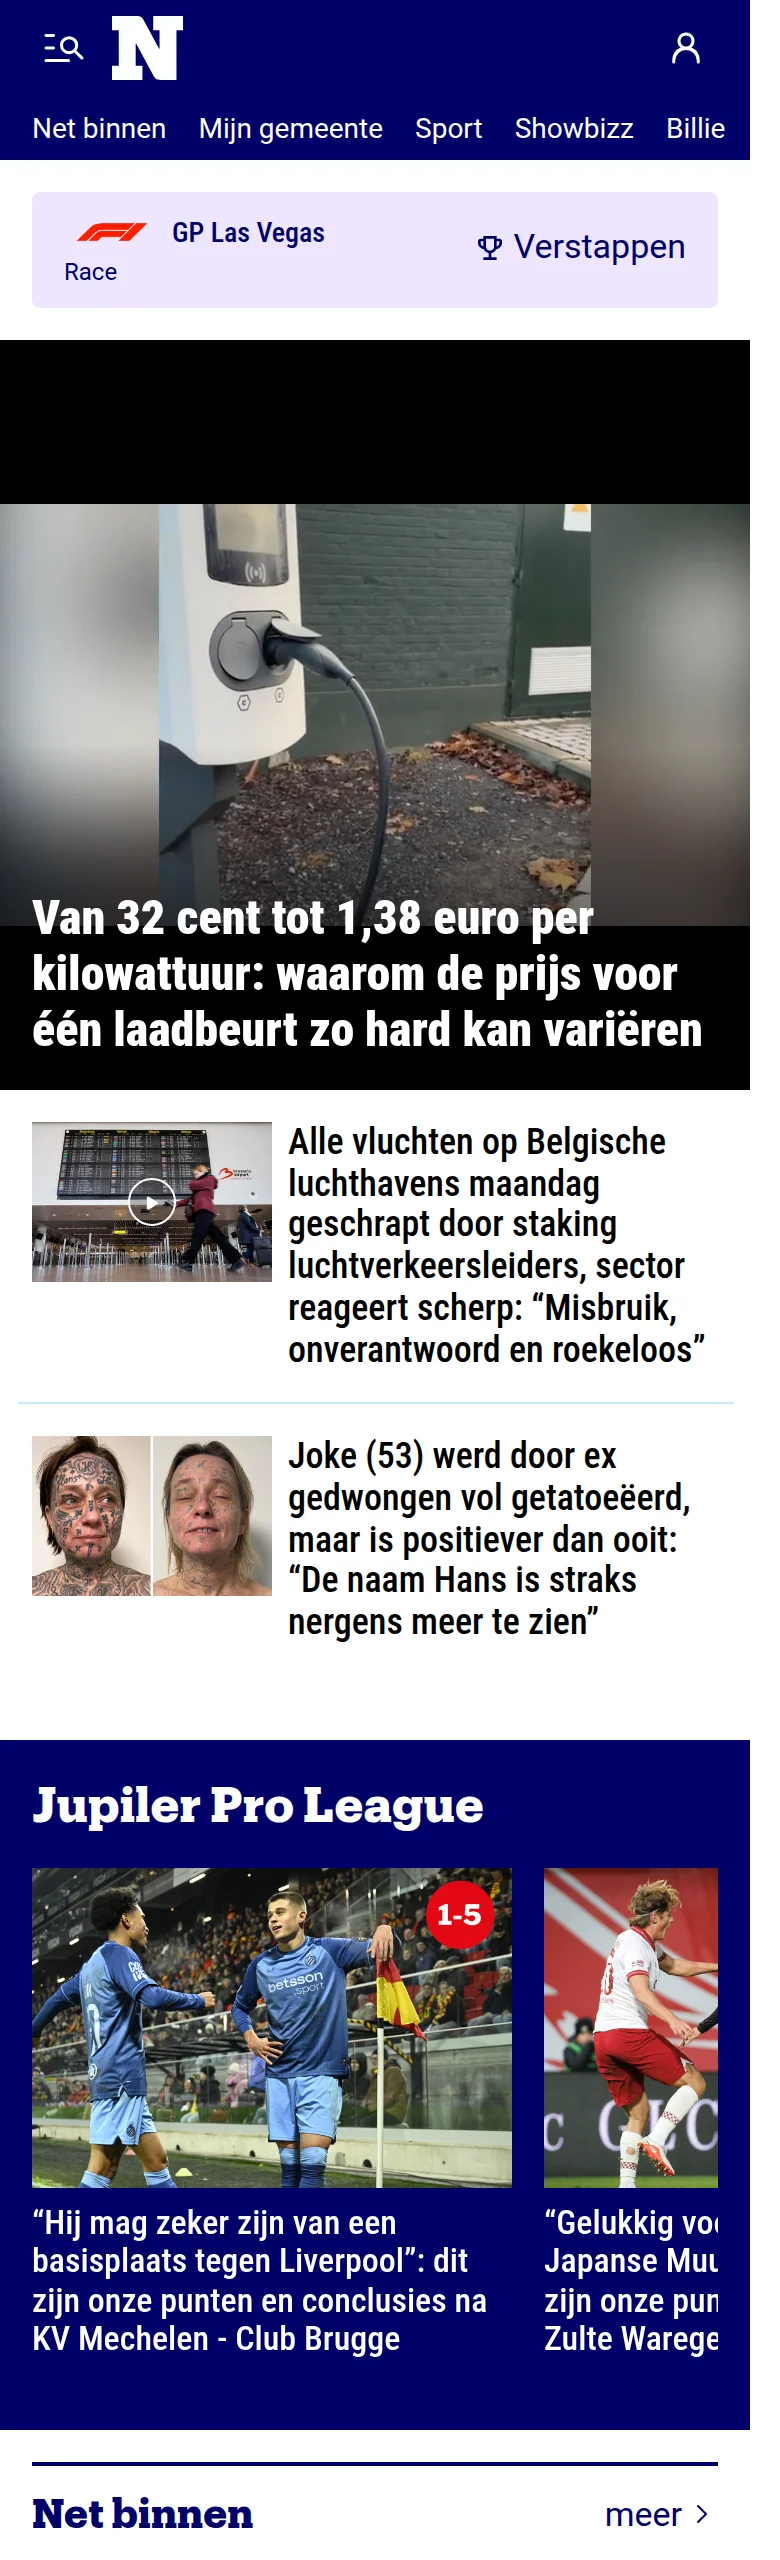 N
Net binnen Mijn gemeente Sport Showbizz Billie
GP Las Vegas
Race
Verstappen
Van 32 cent tot 1,38 euro per
kilowattuur: waarom de prijs voor
één laadbeurt zo hard kan variëren
Alle vluchten op Belgische
luchthavens maandag
geschrapt door staking
luchtverkeersleiders, sector
reageert scherp: “Misbruik,
onverantwoord en roekeloos”
Joke (53) werd door ex
gedwongen vol getatoeëerd,
maar is positiever dan ooit:
“De naam Hans is straks
nergens meer te zien”
Jupiler Pro League
1-5
betsson
.sport
“Hij mag zeker zijn van een
basisplaats tegen Liverpool”: dit
zijn onze punten en conclusies na
KV Mechelen - Club Brugge
“Gelukkig
Japanse
zijn onze
Zulte
Net binnen
meer